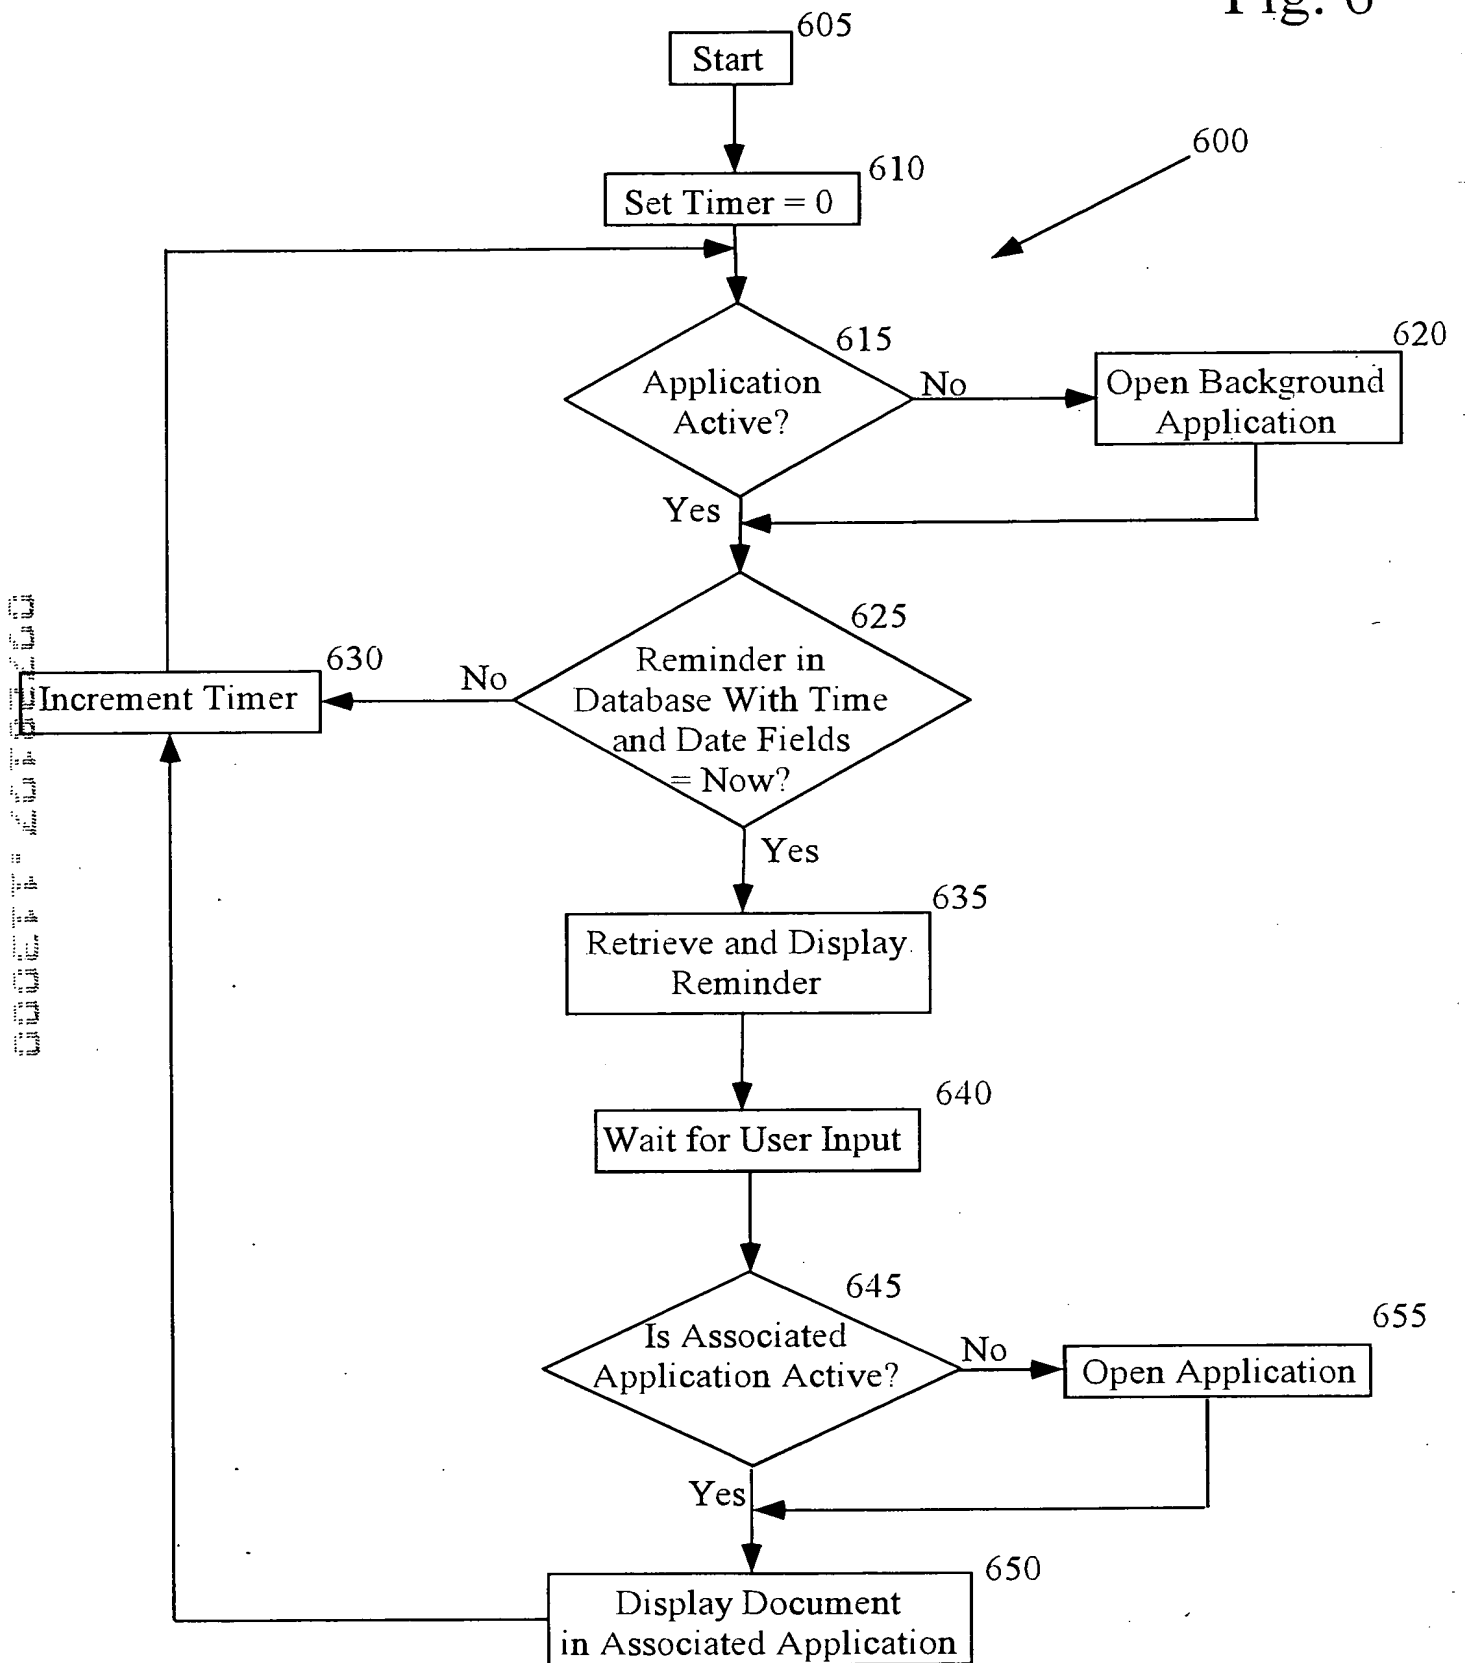 Fig. 6
605
Start
610
Set Timer = 0
600
615
Application
Active?
No
620
Open Background
Application
Yes
625
Reminder in
Database With Time
and Date Fields
= Now?
No
630
Increment Timer
Yes
635
Retrieve and Display
Reminder
640
Wait for User Input
645
Is Associated
Application Active?
No
655
Open Application
Yes
650
Display Document
in Associated Application